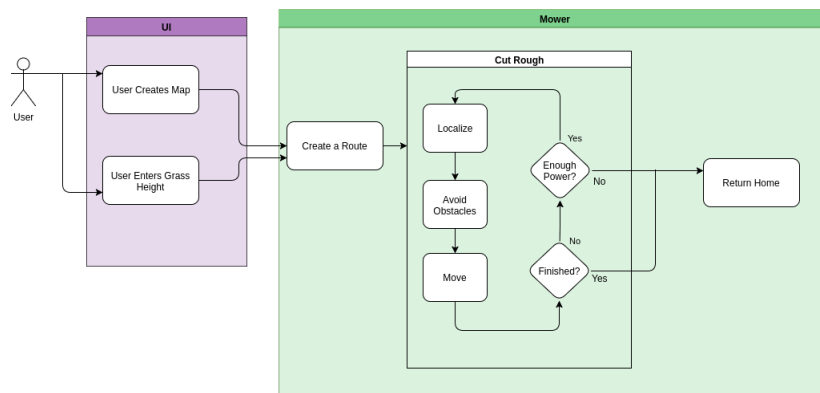 UI
Mower
Cut Rough
User
User Creates Map
User Enters Grass
Height
Create a Route
Localize
Avoid
Obstacles
Move
Yes
Enough
Power?
No
No
Finished?
Yes
Return Home